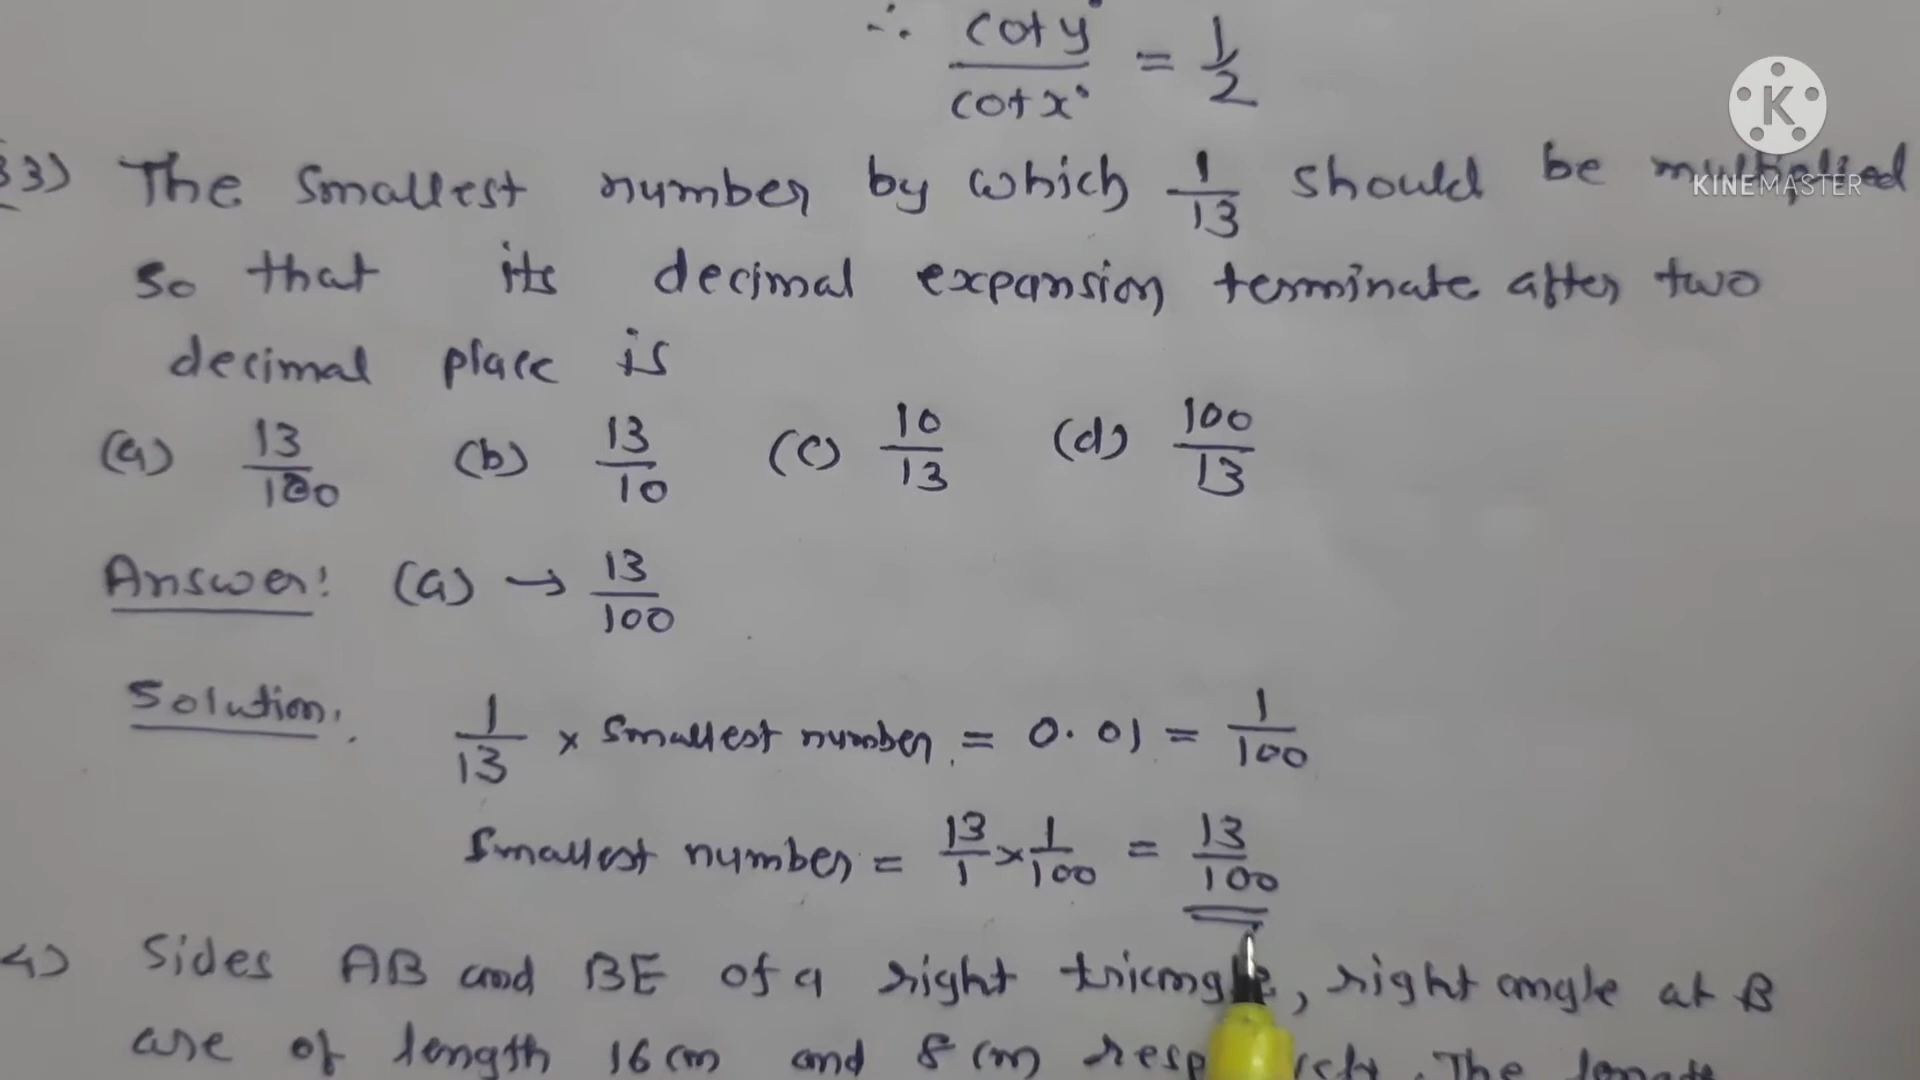 ∴ cot y° / cot x° = 1/2
33) The smallest number by which 1/13 should be multiplied
so that its decimal expansion terminate after two
decimal place is
(a) 13/100 (b) 13/10 (c) 10/13 (d) 100/13
Answer: (a) → 13/100
Solution. 1/13 × smallest number = 0.01 = 1/100
smallest number = 13/1 × 1/100 = 13/100
4) Sides AB and BE of a right triangle, right angle at B
are of length 16 cm and 8 cm The
K
KINEMASTER